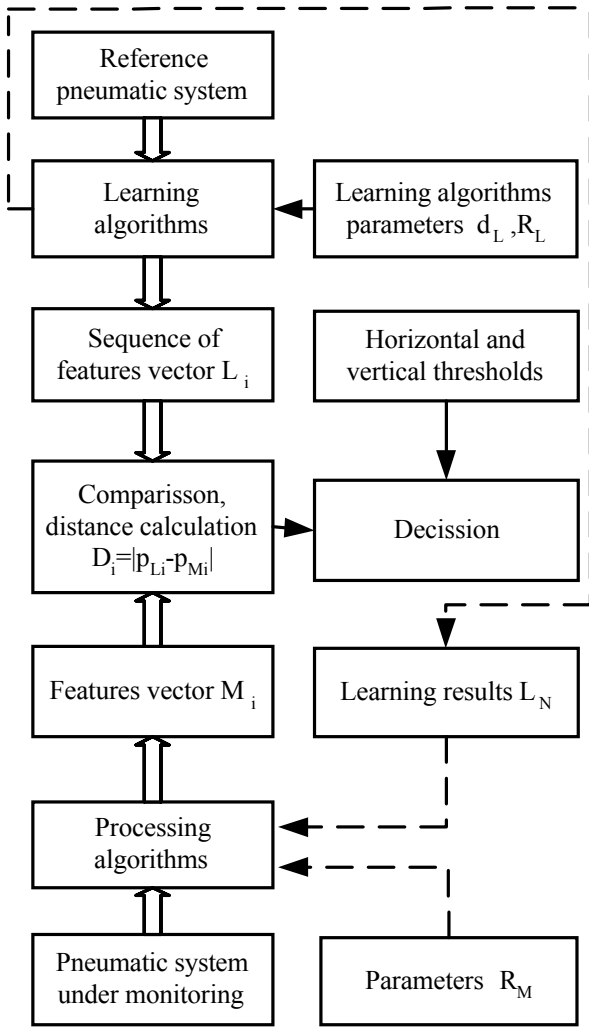 Reference
pneumatic system
Learning
algorithms
Learning algorithms
parameters d_L ,R_L
Sequence of
features vector L_i
Horizontal and
vertical thresholds
Comparisson,
distance calculation
D_i=|p_Li-p_Mi|
Decission
Features vector M_i
Learning results L_N
Processing
algorithms
Pneumatic system
under monitoring
Parameters R_M